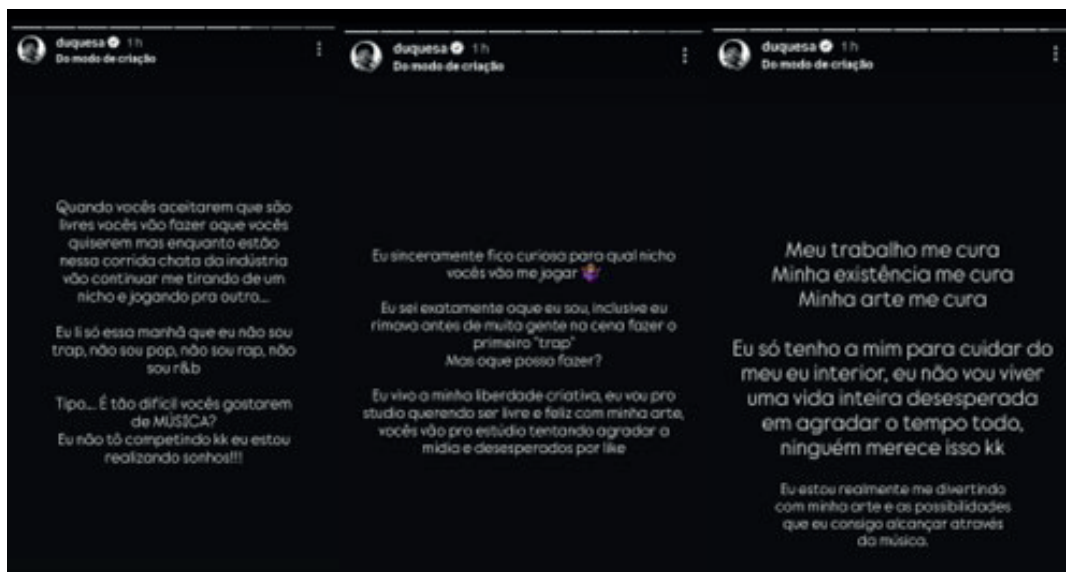 duquesa 1 h
Do modo de criação
Quando vocês aceitarem que são
livres vocês vão fazer oque vocês
quiserem mas enquanto estão
nessa corrida chata da indústria
vão continuar me tirando de um
nicho e jogando pra outro...
Eu li só essa manhã que eu não sou
trap, não sou pop, não sou rap, não
sou r&b
Tipo... É tão difícil vocês gostarem
de MÚSICA?
Eu não tô competindo kk eu estou
realizando sonhos!!!
duquesa 1 h
Do modo de criação
Eu sinceramente fico curiosa para qual nicho
vocês vão me jogar 🤷🏾‍♀️
Eu sei exatamente oque eu sou, inclusive eu
rimava antes de muita gente na cena fazer o
primeiro "trap"
Mas oque posso fazer?
Eu vivo a minha liberdade criativa, eu vou pro
studio querendo ser livre e feliz com minha arte,
vocês vão pro estúdio tentando agradar a
mídia e desesperados por like
duquesa 1 h
Do modo de criação
Meu trabalho me cura
Minha existência me cura
Minha arte me cura
Eu só tenho a mim para cuidar do
meu eu interior, eu não vou viver
uma vida inteira desesperada
em agradar o tempo todo,
ninguém merece isso kk
Eu estou realmente me divertindo
com minha arte e as possibilidades
que eu consigo alcançar através
da música.